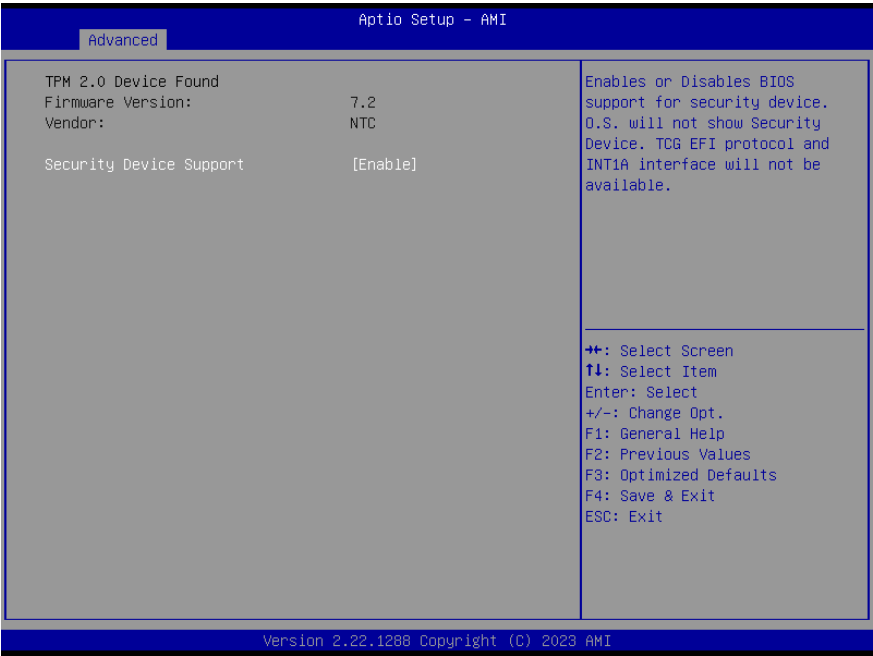 Aptio Setup – AMI
Advanced
TPM 2.0 Device Found
Firmware Version: 7.2
Vendor: NTC
Security Device Support [Enable]
Enables or Disables BIOS
support for security device.
O.S. will not show Security
Device. TCG EFI protocol and
INT1A interface will not be
available.
→←: Select Screen
↑↓: Select Item
Enter: Select
+/-: Change Opt.
F1: General Help
F2: Previous Values
F3: Optimized Defaults
F4: Save & Exit
ESC: Exit
Version 2.22.1288 Copyright (C) 2023 AMI